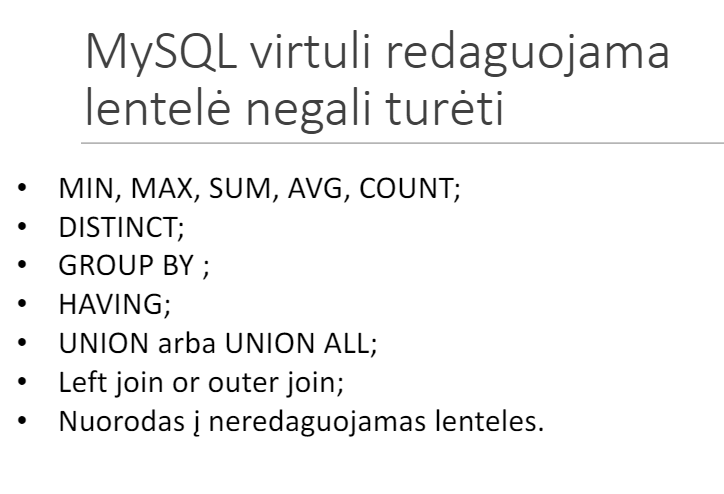 MySQL virtuli redaguojama
lentelė negali turėti
• MIN, MAX, SUM, AVG, COUNT;
• DISTINCT;
• GROUP BY ;
• HAVING;
• UNION arba UNION ALL;
• Left join or outer join;
• Nuorodas į neredaguojamas lenteles.